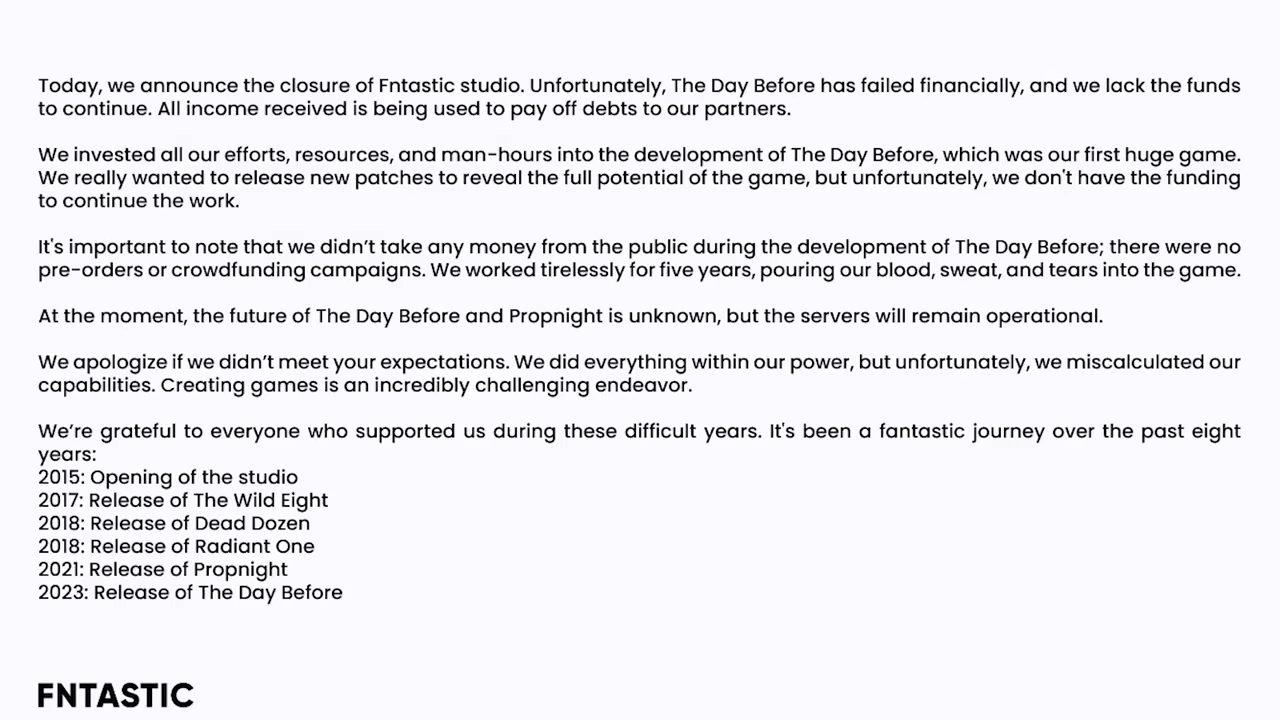 Today, we announce the closure of Fntastic studio. Unfortunately, The Day Before has failed financially, and we lack the funds
to continue. All income received is being used to pay off debts to our partners.
We invested all our efforts, resources, and man-hours into the development of The Day Before, which was our first huge game.
We really wanted to release new patches to reveal the full potential of the game, but unfortunately, we don't have the funding
to continue the work.
It's important to note that we didn’t take any money from the public during the development of The Day Before; there were no
pre-orders or crowdfunding campaigns. We worked tirelessly for five years, pouring our blood, sweat, and tears into the game.
At the moment, the future of The Day Before and Propnight is unknown, but the servers will remain operational.
We apologize if we didn’t meet your expectations. We did everything within our power, but unfortunately, we miscalculated our
capabilities. Creating games is an incredibly challenging endeavor.
We’re grateful to everyone who supported us during these difficult years. It's been a fantastic journey over the past eight
years:
2015: Opening of the studio
2017: Release of The Wild Eight
2018: Release of Dead Dozen
2018: Release of Radiant One
2021: Release of Propnight
2023: Release of The Day Before
FNTASTIC